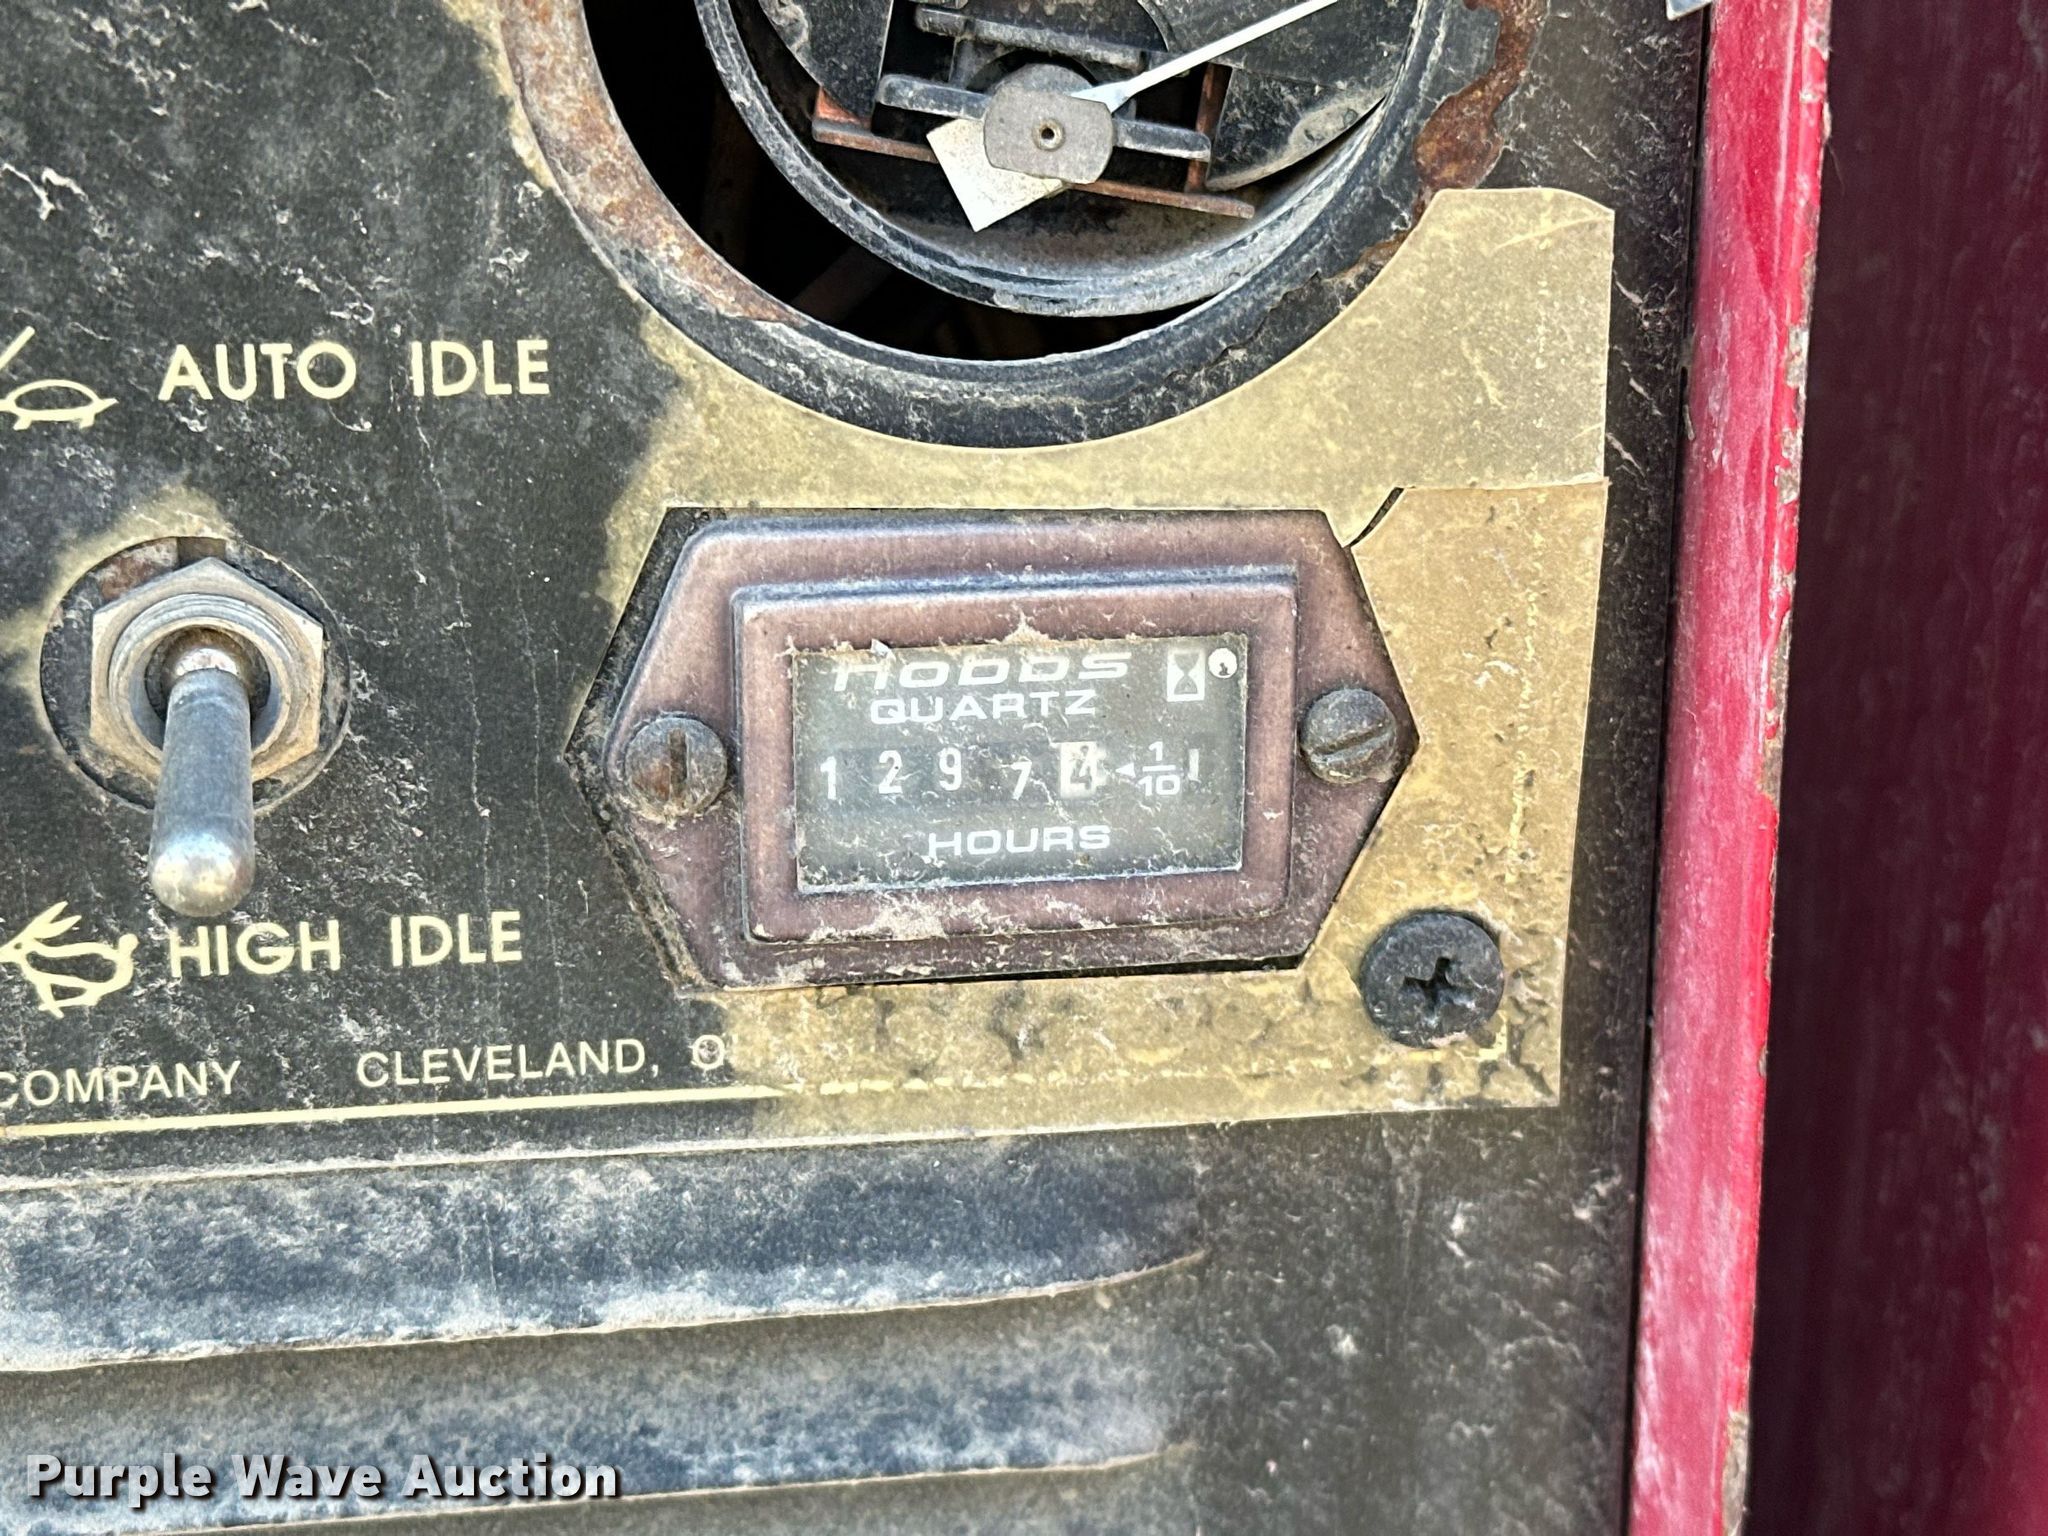 AUTO IDLE
HOBBS
QUARTZ
1 2 9 7 4 ◄ 1/10
HOURS
HIGH IDLE
COMPANY CLEVELAND,
Purple Wave Auction